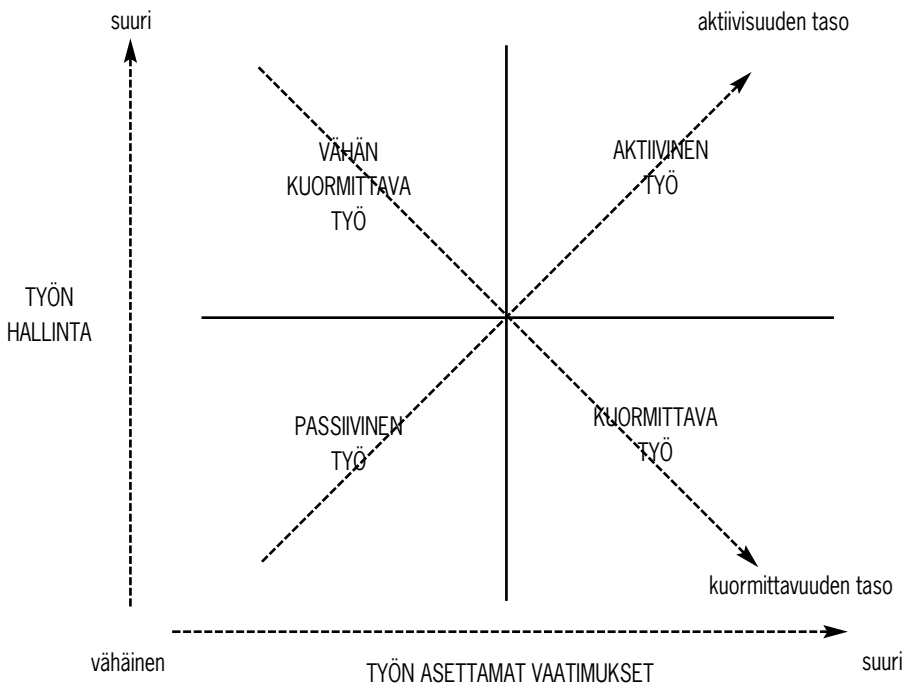 suuri
aktiivisuuden taso
VÄHÄN
KUORMITTAVA
TYÖ
AKTIIVINEN
TYÖ
TYÖN
HALLINTA
PASSIIVINEN
TYÖ
KUORMITTAVA
TYÖ
kuormittavuuden taso
vähäinen
TYÖN ASETTAMAT VAATIMUKSET
suuri